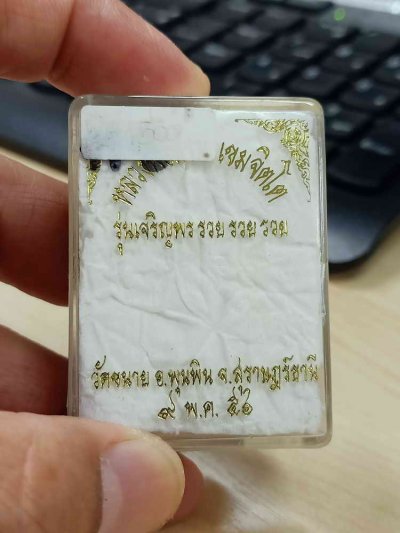 เขมจิตโต
รุ่นเจริญพร รวย รวย รวย
วัดขนาย อ.พุนพิน จ.สุราษฎร์ธานี
๙ พ.ค. ๕๖